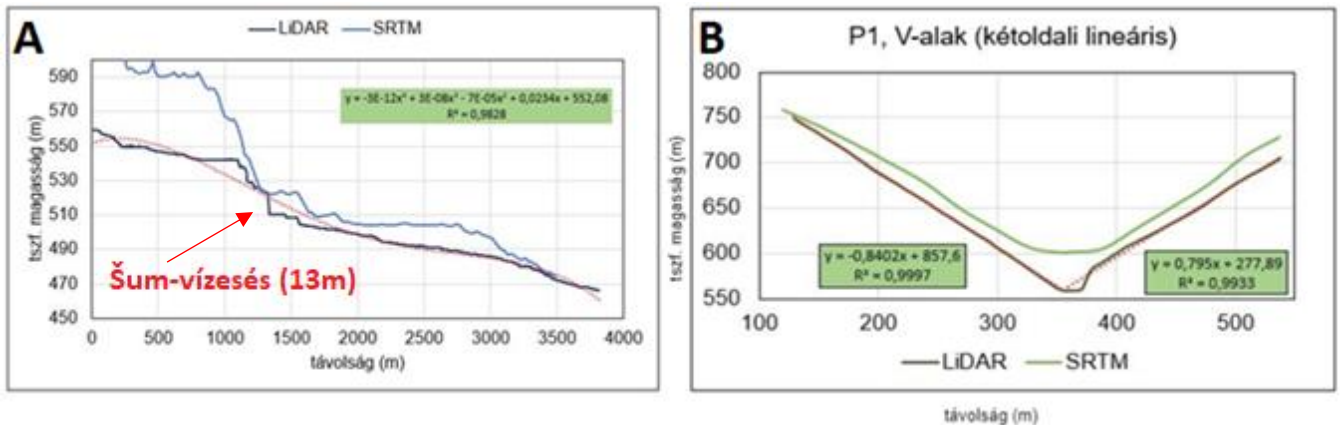 A
LiDAR SRTM
tszf. magasság (m)
590
570
550
530
510
490
470
450
y = -3E-12x⁴ + 3E-08x³ - 7E-05x² + 0,0234x + 552,08
R² = 0,9828
Šum-vízesés (13m)
0 500 1000 1500 2000 2500 3000 3500 4000
távolság (m)
B
P1, V-alak (kétoldali lineáris)
tszf. magasság (m)
800
750
700
650
600
550
y = -0,8402x + 857,6
R² = 0,9997
y = 0,795x + 277,89
R² = 0,9933
100 200 300 400 500
LiDAR SRTM
távolság (m)